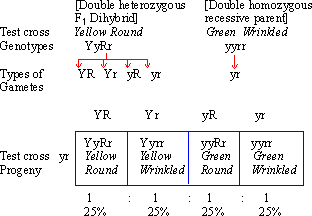 [Double heterozygous [Double homozygous
F1 Dihybrid] recessive parent]
Test cross Yellow Round Green Wrinkled
Genotypes YyRr yyrr
Types of YR Yr yR yr yr
Gametes
YR Yr yR yr
YyRr Yyrr yyRr yyrr
Test cross yr Yellow Yellow Green Green
Progeny Round Wrinkled Round Wrinkled
1 : 1 : 1 : 1
25% 25% 25% 25%